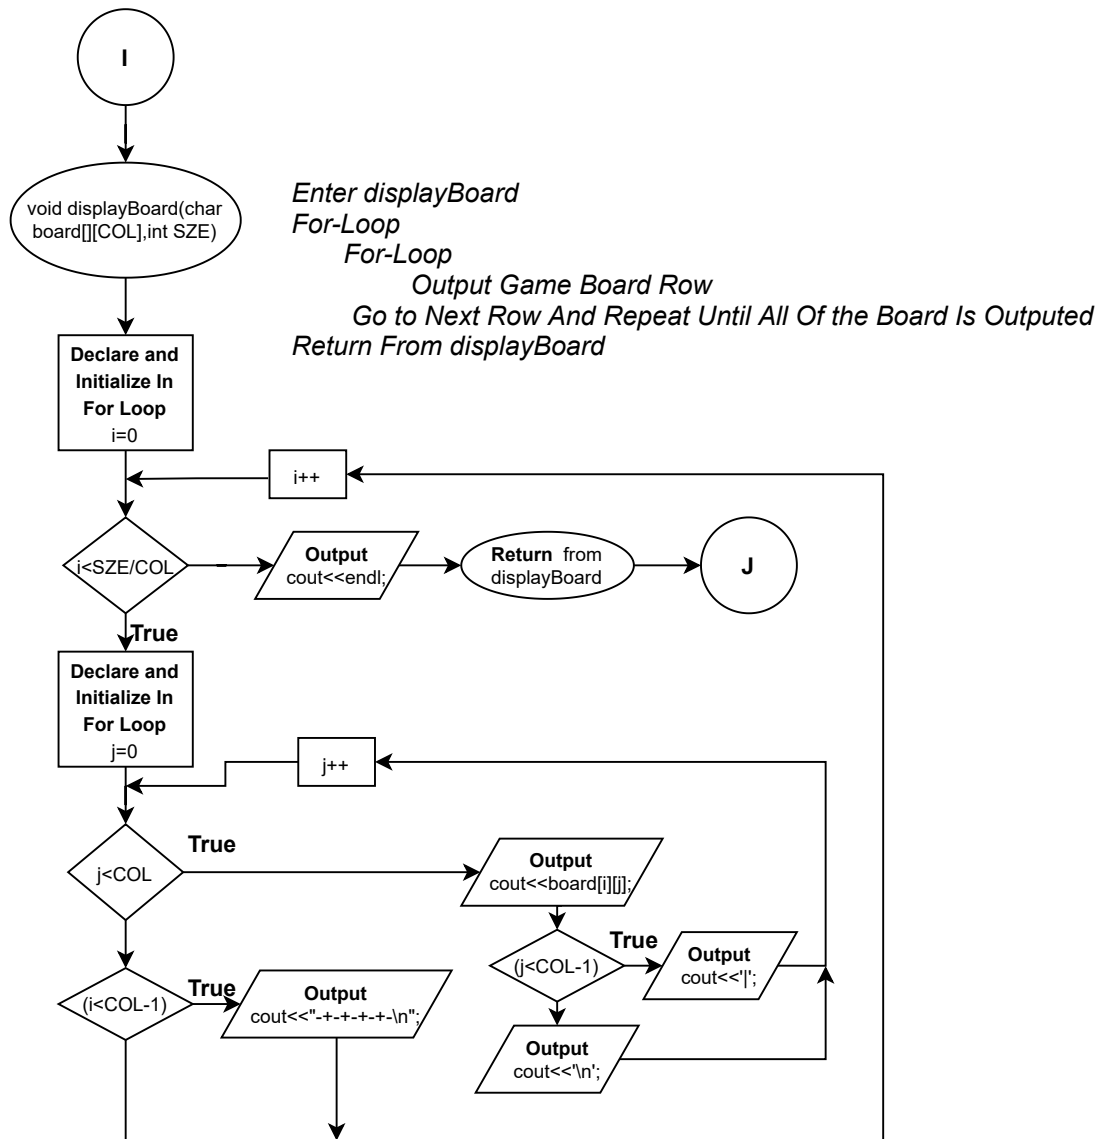 I
void displayBoard(char
board[][COL],int SZE)
Enter displayBoard
For-Loop
For-Loop
Output Game Board Row
Go to Next Row And Repeat Until All Of the Board Is Outputed
Return From displayBoard
Declare and
Initialize In
For Loop
i=0
i++
i<SZE/COL
Output
cout<<endl;
Return from
displayBoard
J
True
Declare and
Initialize In
For Loop
j=0
j++
j<COL
True
Output
cout<<board[i][j];
(j<COL-1)
True
Output
cout<<'|';
(i<COL-1)
True
Output
cout<<"-+-+-+-+-\n";
Output
cout<<'\n';